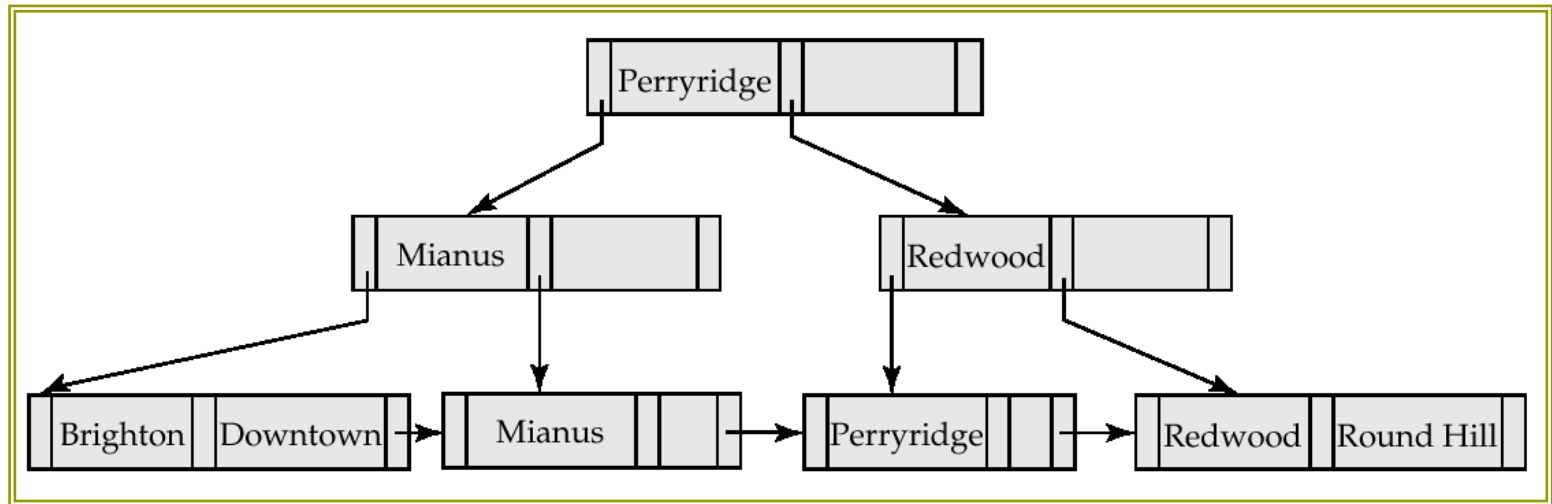 Perryridge
Mianus
Redwood
Brighton
Downtown
Mianus
Perryridge
Redwood
Round Hill